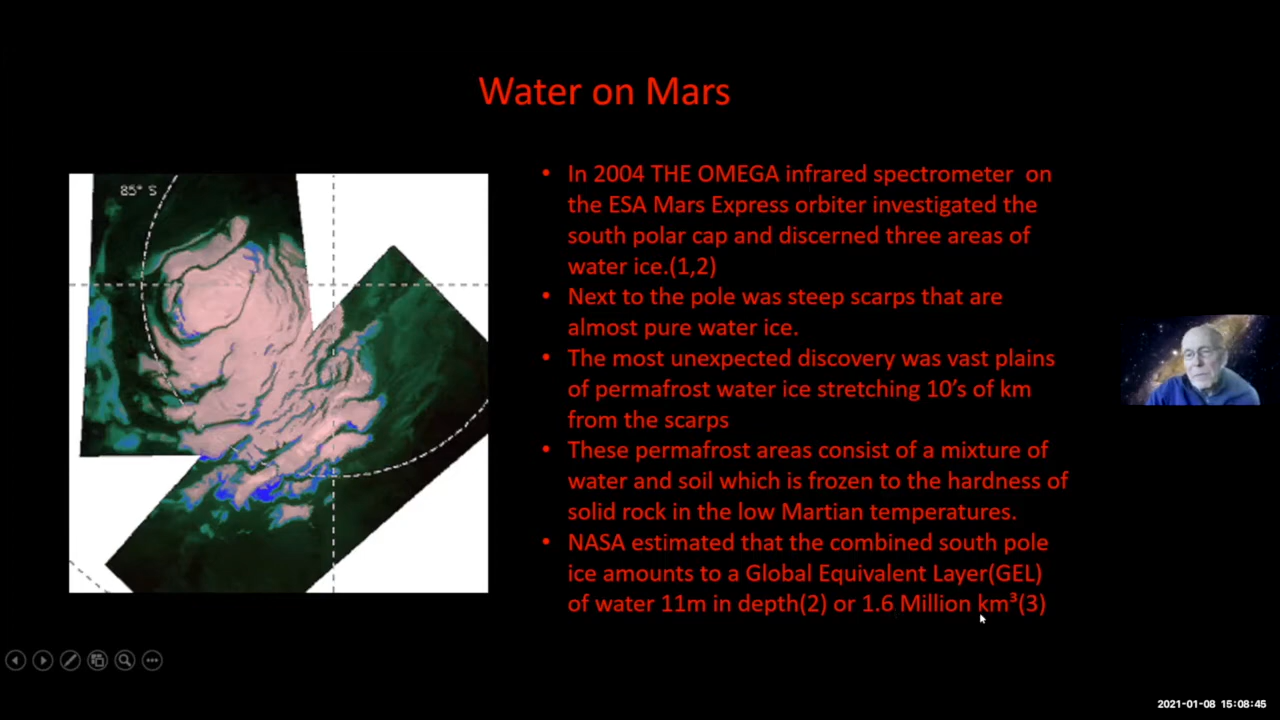 Water on Mars
85° S
• In 2004 THE OMEGA infrared spectrometer on
the ESA Mars Express orbiter investigated the
south polar cap and discerned three areas of
water ice.(1,2)
• Next to the pole was steep scarps that are
almost pure water ice.
• The most unexpected discovery was vast plains
of permafrost water ice stretching 10’s of km
from the scarps
• These permafrost areas consist of a mixture of
water and soil which is frozen to the hardness of
solid rock in the low Martian temperatures.
• NASA estimated that the combined south pole
ice amounts to a Global Equivalent Layer(GEL)
of water 11m in depth(2) or 1.6 Million km³(3)
2021-01-08 15:08:45